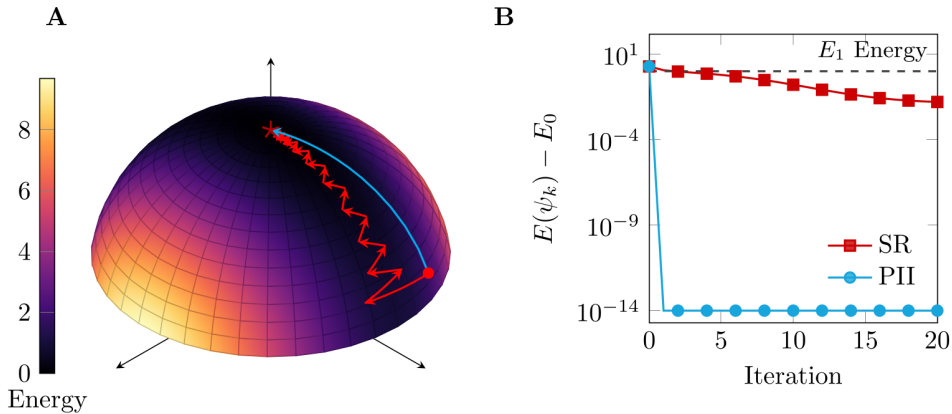 A
8
6
4
2
0
Energy
B
E(ψ_k) − E_0
10^1
10^{−4}
10^{−9}
10^{−14}
E_1 Energy
SR
PII
0 5 10 15 20
Iteration